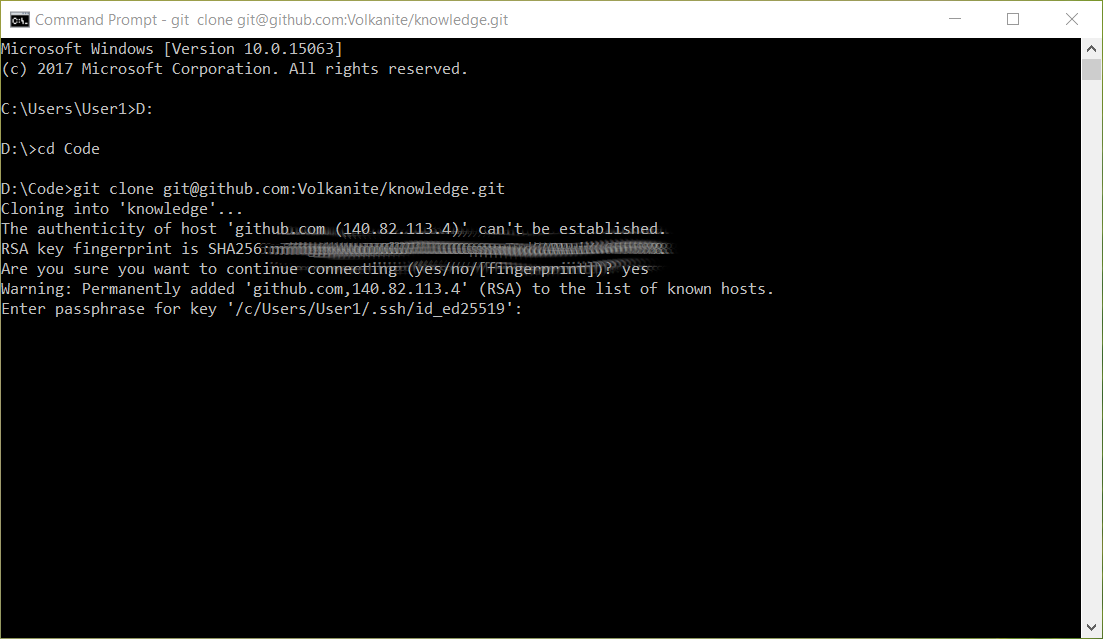 Command Prompt - git  clone git@github.com:Volkanite/knowledge.git
Microsoft Windows [Version 10.0.15063]
(c) 2017 Microsoft Corporation. All rights reserved.
C:\Users\User1>D:
D:\>cd Code
D:\Code>git clone git@github.com:Volkanite/knowledge.git
Cloning into 'knowledge'...
The authenticity of host 'github.com (140.82.113.4)' can't be established.
RSA key fingerprint is SHA256:
Are you sure you want to continue connecting (yes/no/[fingerprint])? yes
Warning: Permanently added 'github.com,140.82.113.4' (RSA) to the list of known hosts.
Enter passphrase for key '/c/Users/User1/.ssh/id_ed25519':